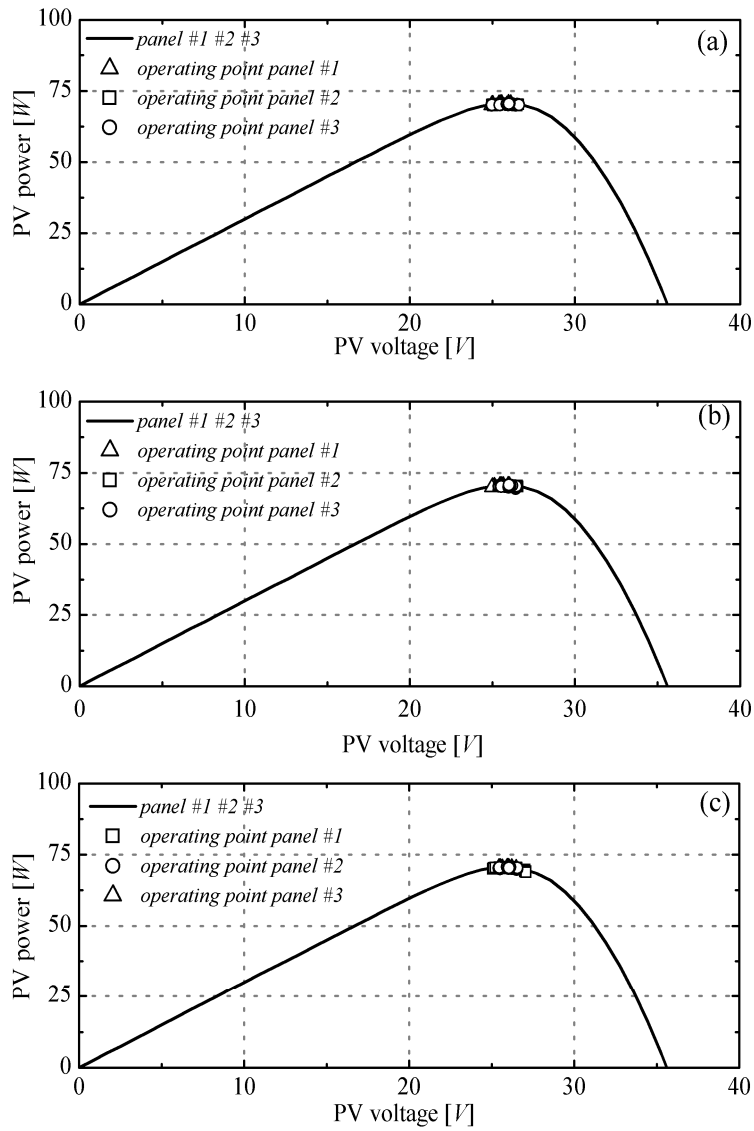 100
(a)
panel #1 #2 #3
operating point panel #1
75
operating point panel #2
operating point panel #3
PV power [W]
50
25
0
0 10 20 30 40
PV voltage [V]
100
(b)
panel #1 #2 #3
operating point panel #1
75
operating point panel #2
operating point panel #3
PV power [W]
50
25
0
0 10 20 30 40
PV voltage [V]
100
(c)
panel #1 #2 #3
operating point panel #1
75
operating point panel #2
operating point panel #3
PV power [W]
50
25
0
0 10 20 30 40
PV voltage [V]